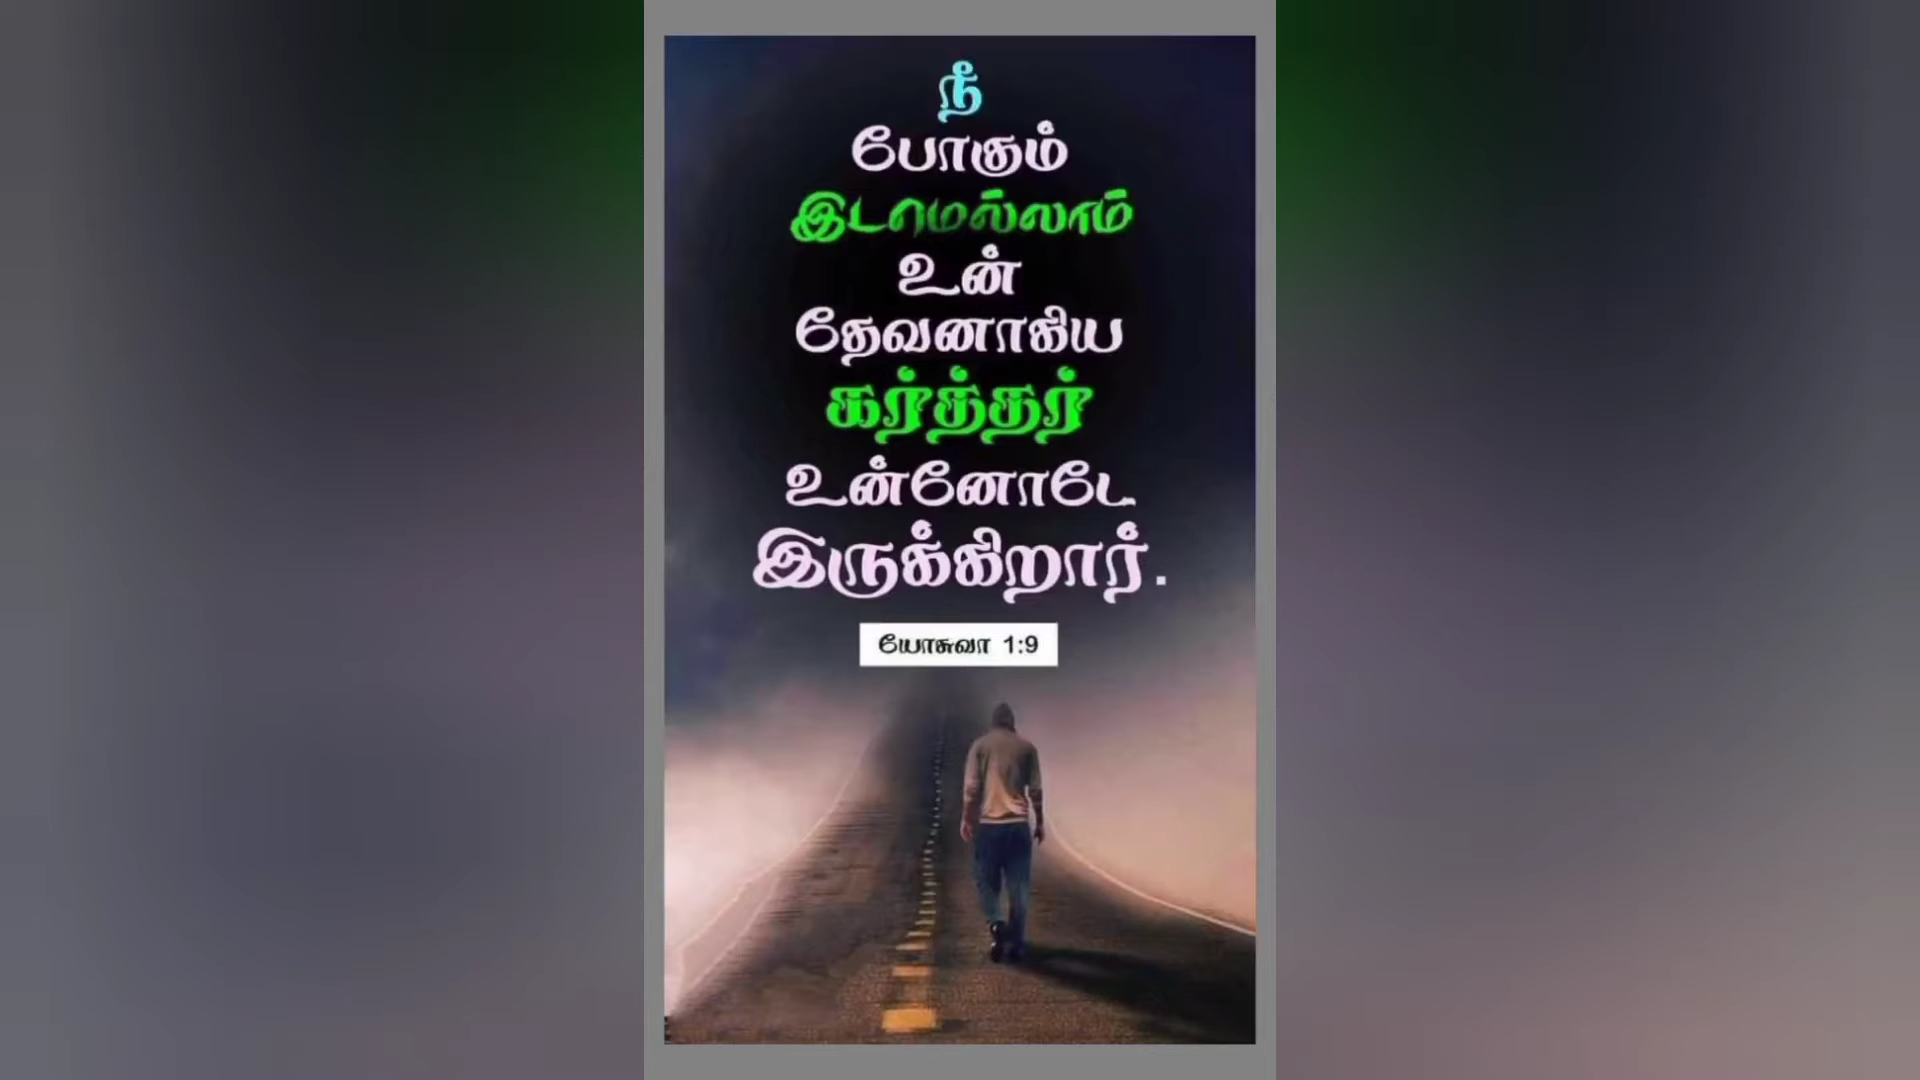 நீ
போகும்
இடமெல்லாம்
உன்
தேவனாகிய
கர்த்தர்
உன்னோடே
இருக்கிறார்.
யோசுவா 1:9